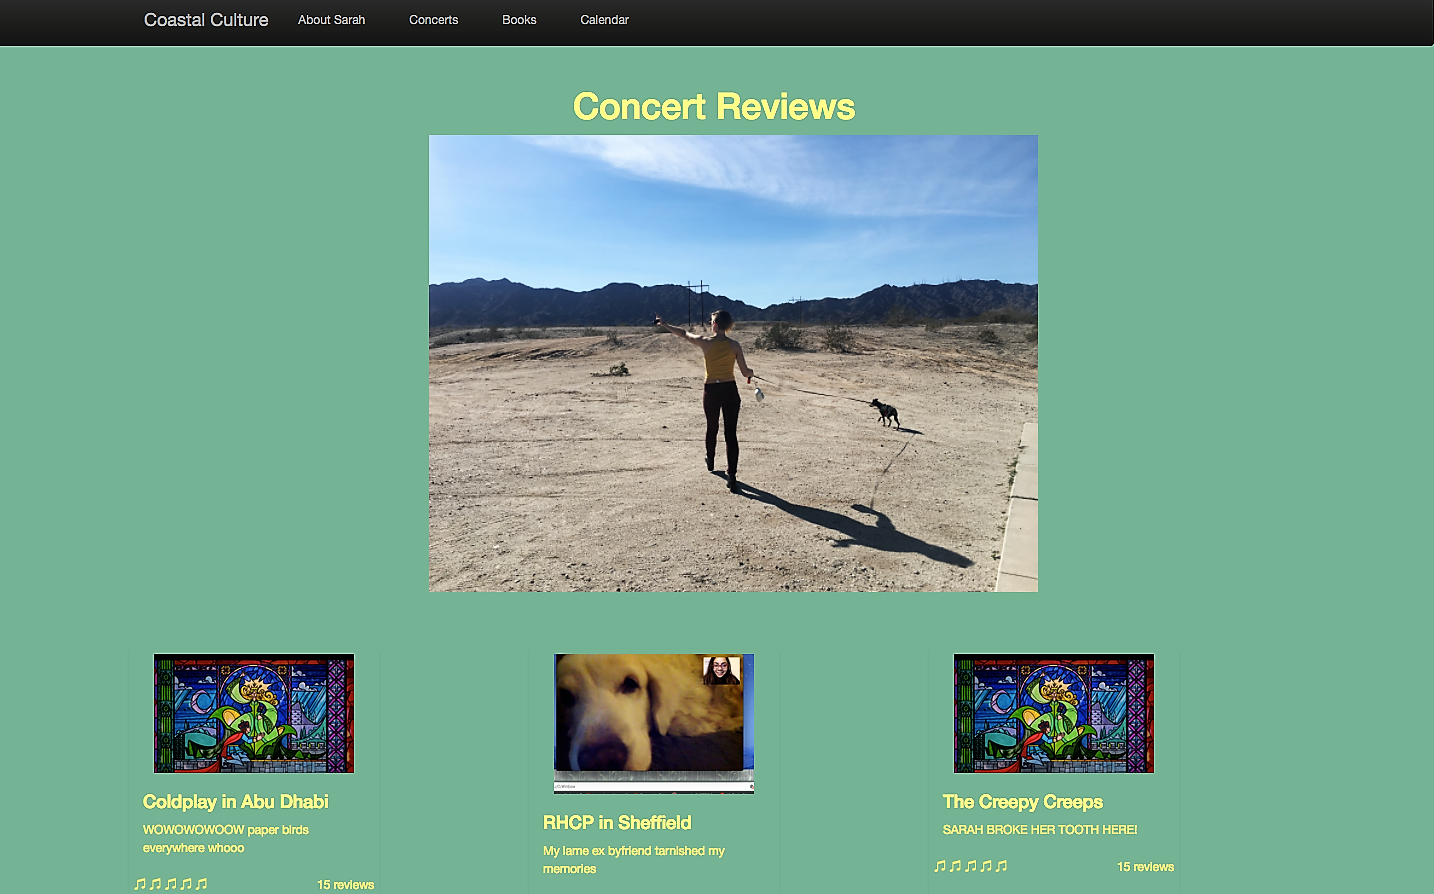 Coastal Culture About Sarah Concerts Books Calendar
Concert Reviews
Coldplay in Abu Dhabi
WOWOWOWOOW paper birds
everywhere whooo
15 reviews
RHCP in Sheffield
My lame ex byfriend tarnished my
memories
The Creepy Creeps
SARAH BROKE HER TOOTH HERE!
15 reviews